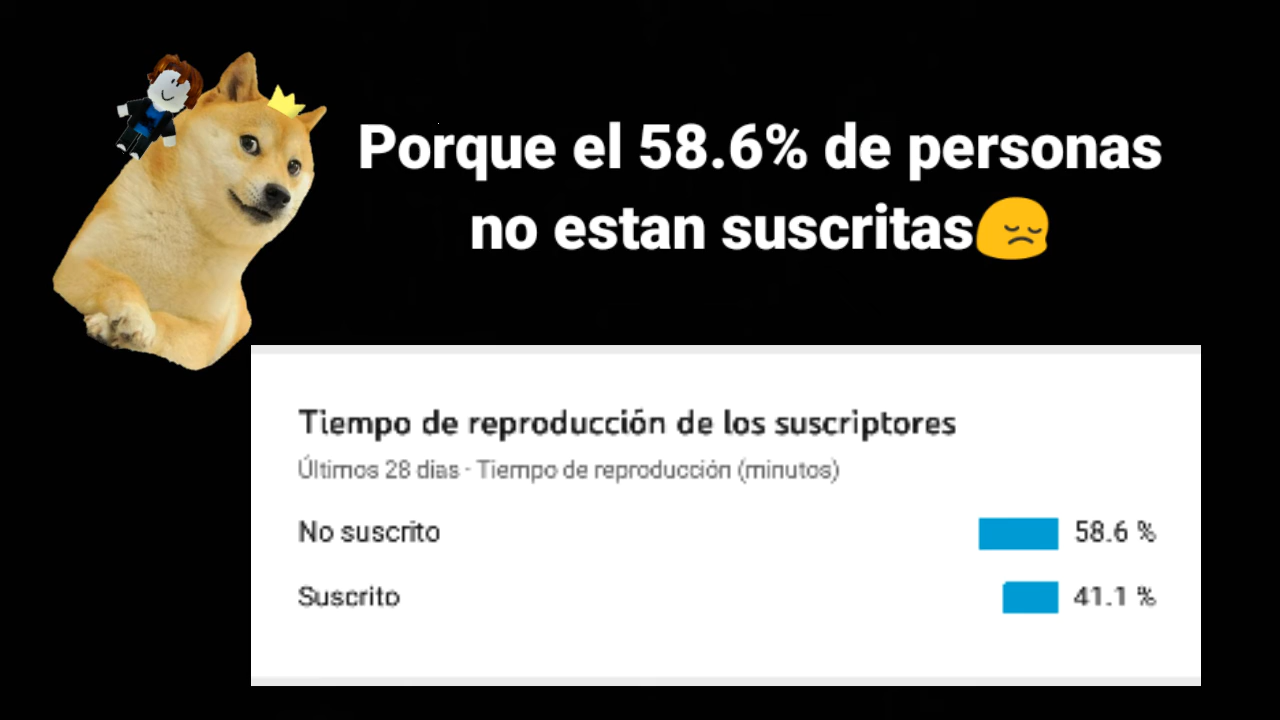 Porque el 58.6% de personas
no estan suscritas😔
Tiempo de reproducción de los suscriptores
Últimos 28 dias · Tiempo de reproducción (minutos)
No suscrito 58.6 %
Suscrito 41.1 %